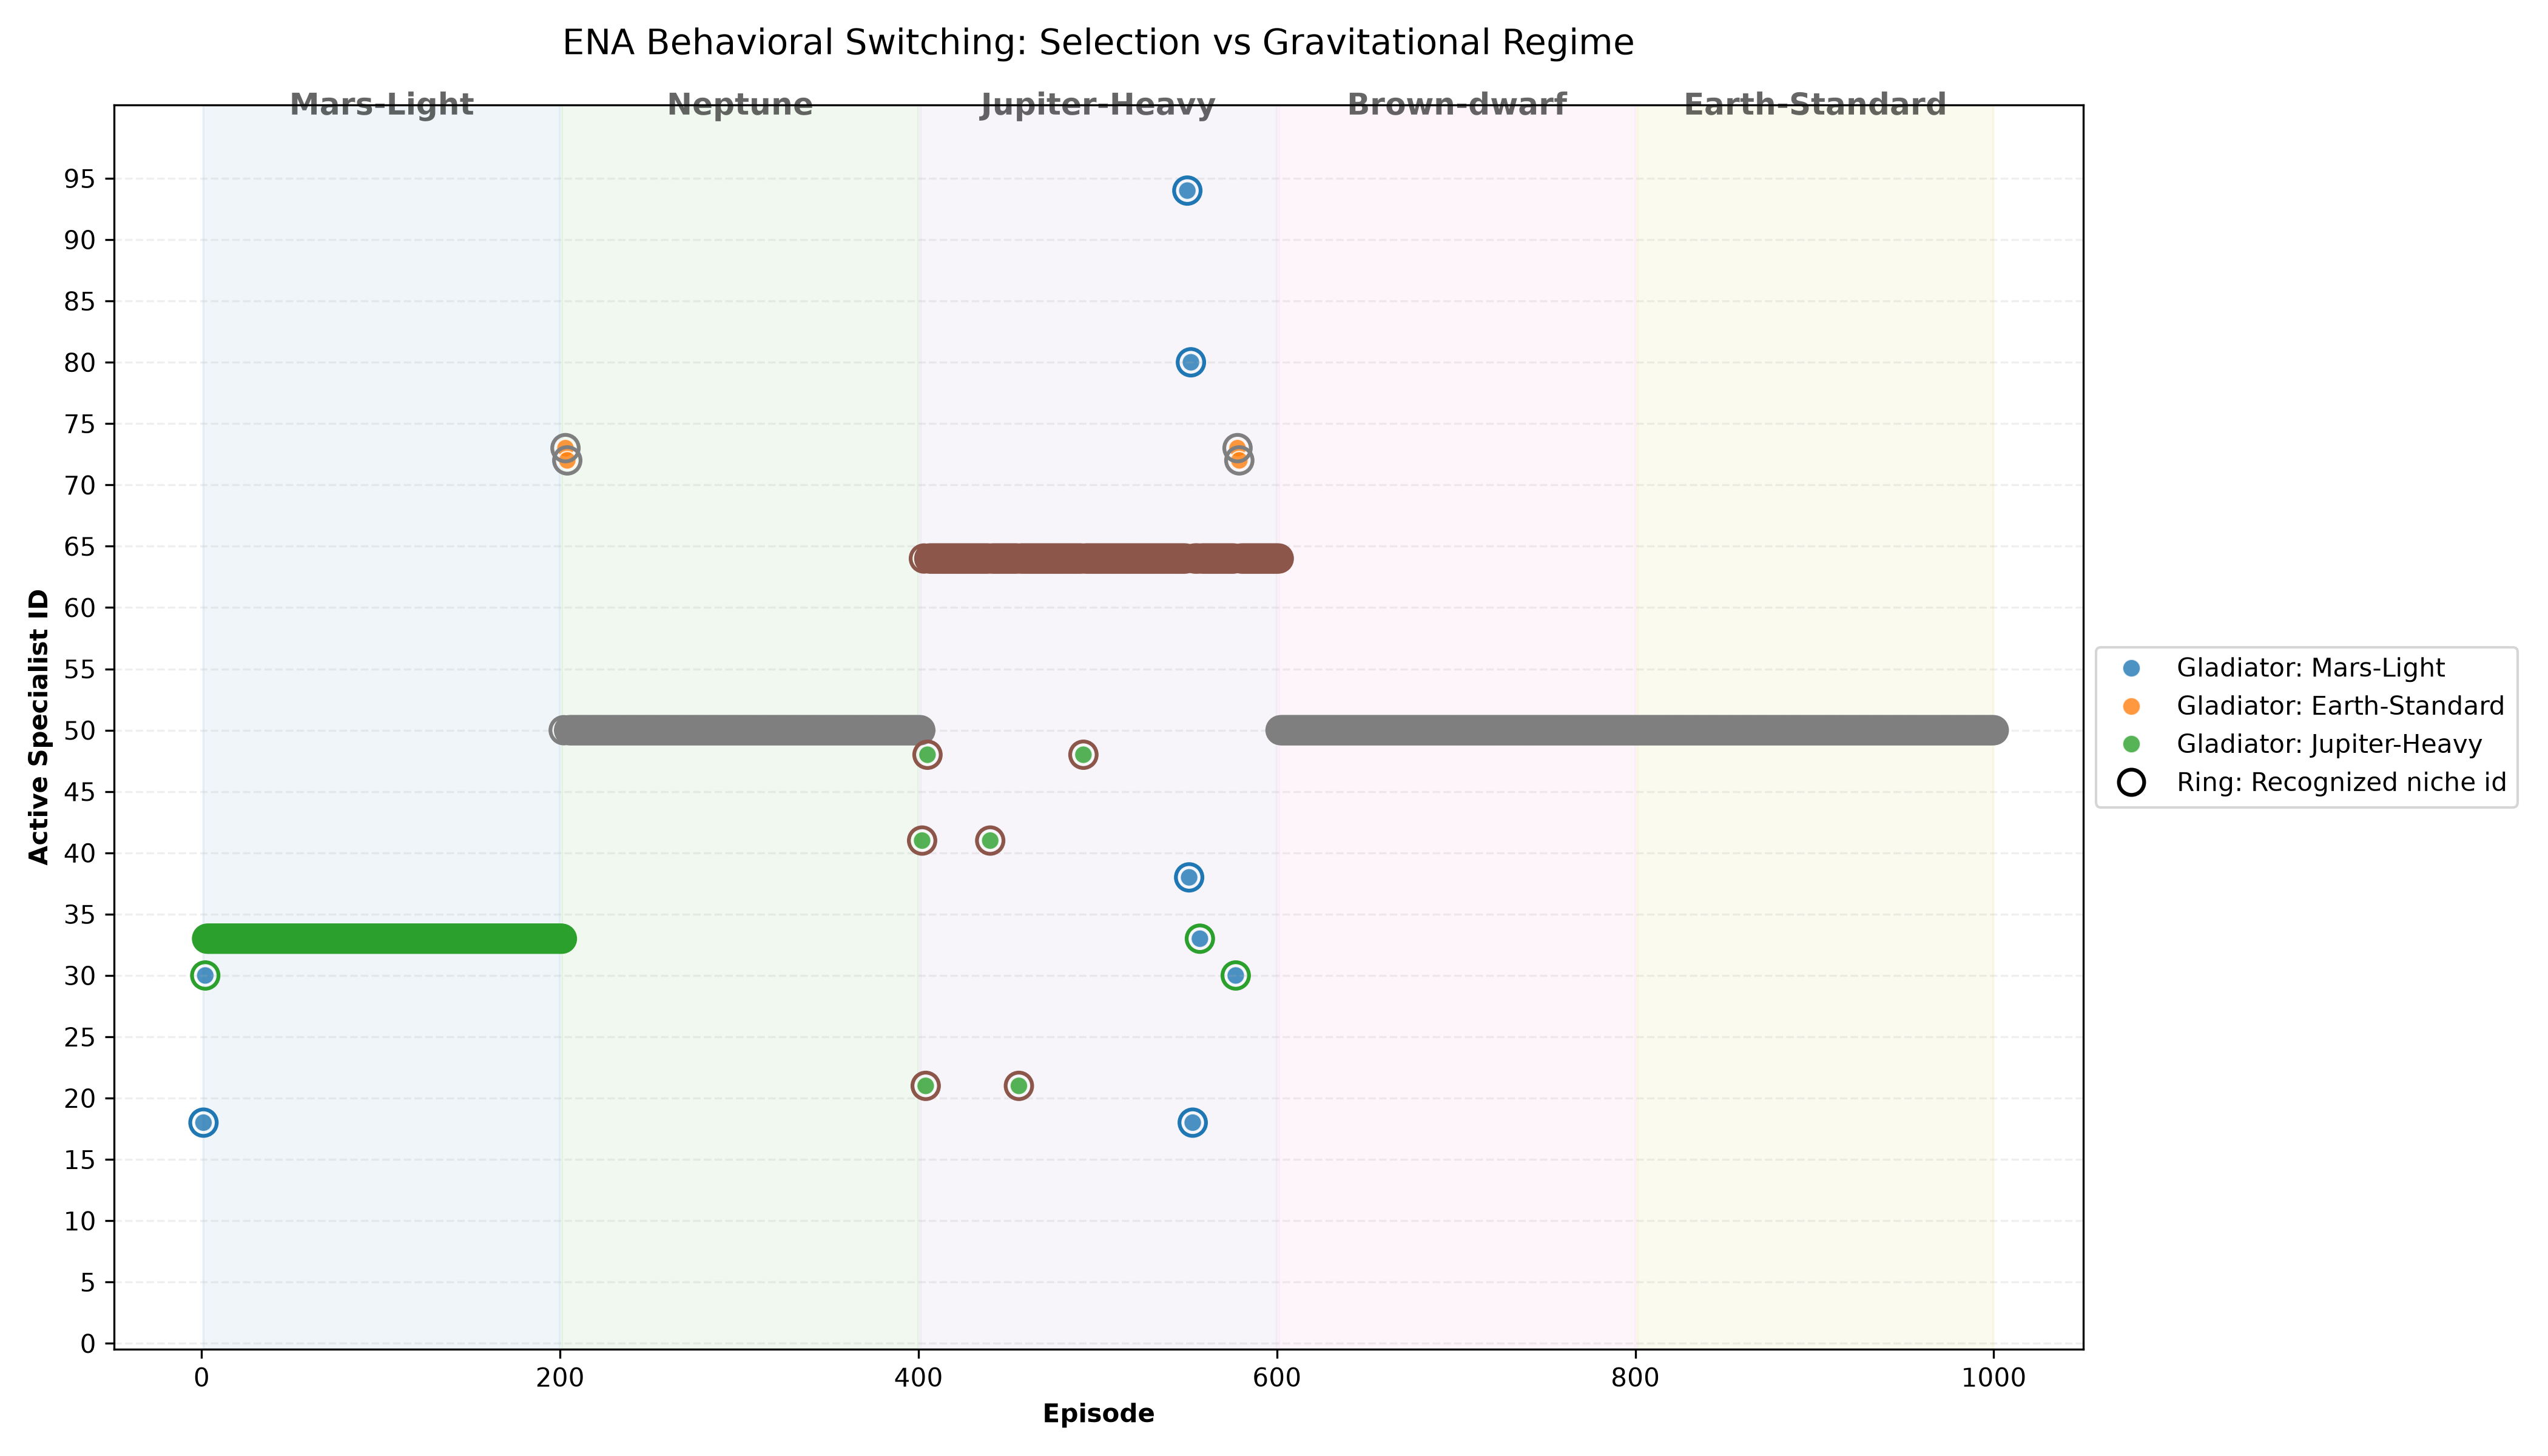 ENA Behavioral Switching: Selection vs Gravitational Regime
Mars-Light Neptune Jupiter-Heavy Brown-dwarf Earth-Standard
95
90
85
80
75
70
65
60
55
50
45
40
35
30
25
20
15
10
5
0
Active Specialist ID
0 200 400 600 800 1000
Episode
Gladiator: Mars-Light
Gladiator: Earth-Standard
Gladiator: Jupiter-Heavy
Ring: Recognized niche id